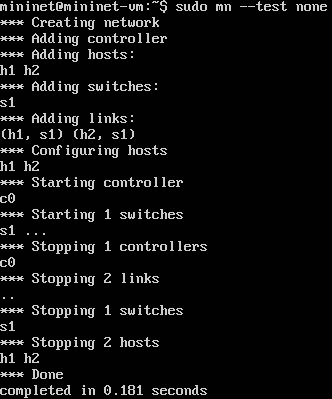 mininet@mininet-vm:~$ sudo mn --test none
*** Creating network
*** Adding controller
*** Adding hosts:
h1 h2
*** Adding switches:
s1
*** Adding links:
(h1, s1) (h2, s1)
*** Configuring hosts
h1 h2
*** Starting controller
c0
*** Starting 1 switches
s1 ...
*** Stopping 1 controllers
c0
*** Stopping 2 links
..
*** Stopping 1 switches
s1
*** Stopping 2 hosts
h1 h2
*** Done
completed in 0.181 seconds